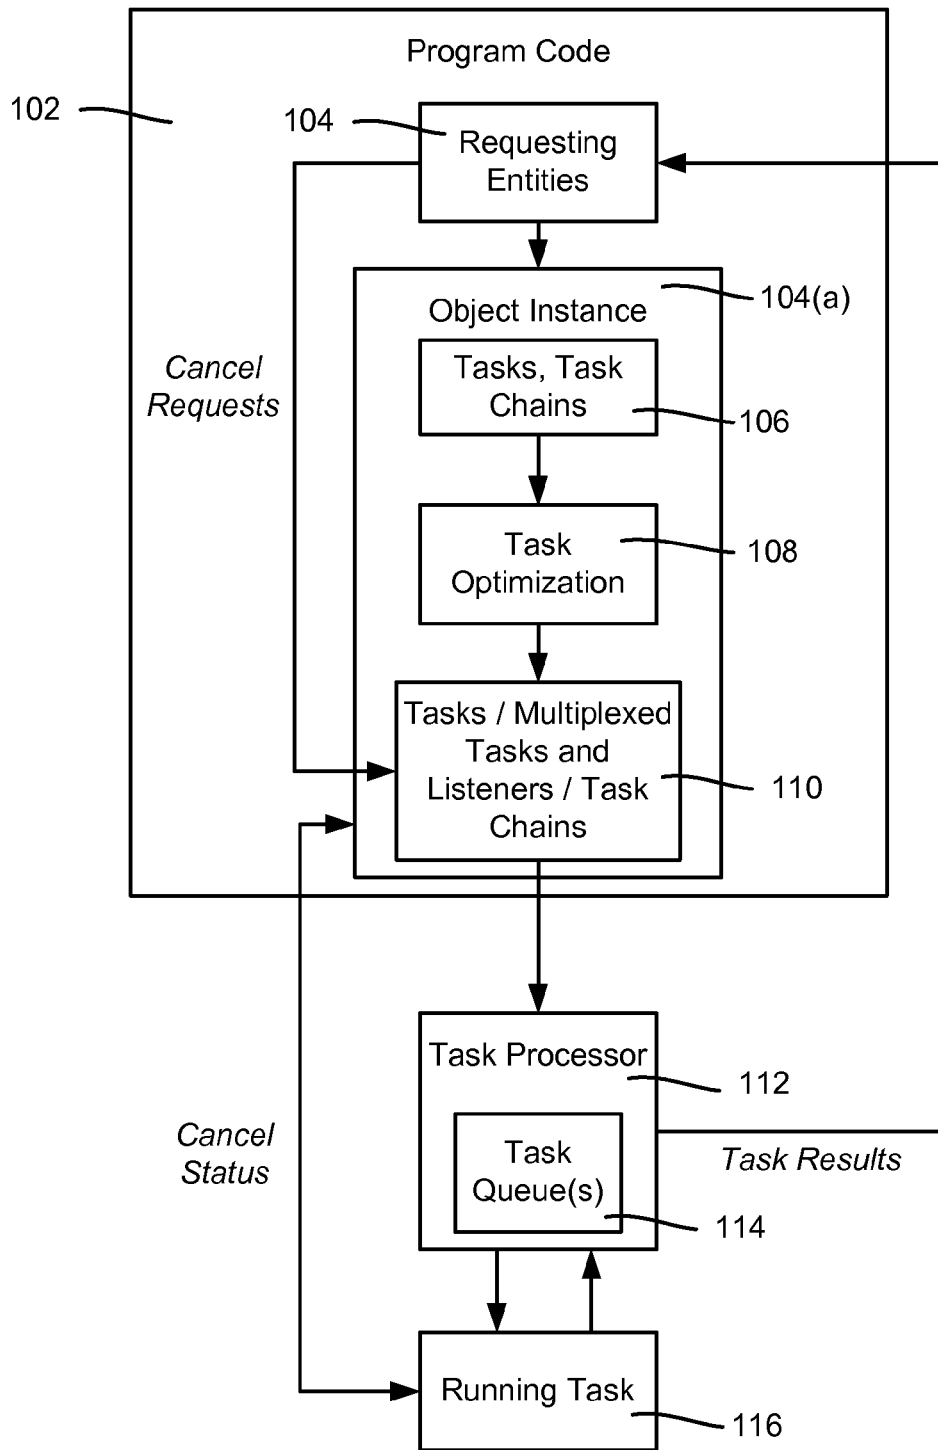 Program Code
102
104
Requesting
Entities
104(a)
Object Instance
Cancel
Requests
Tasks, Task
Chains
106
Task
Optimization
108
Tasks / Multiplexed
Tasks and
Listeners / Task
Chains
110
Task Processor
112
Cancel
Status
Task
Queue(s)
Task Results
114
Running Task
116